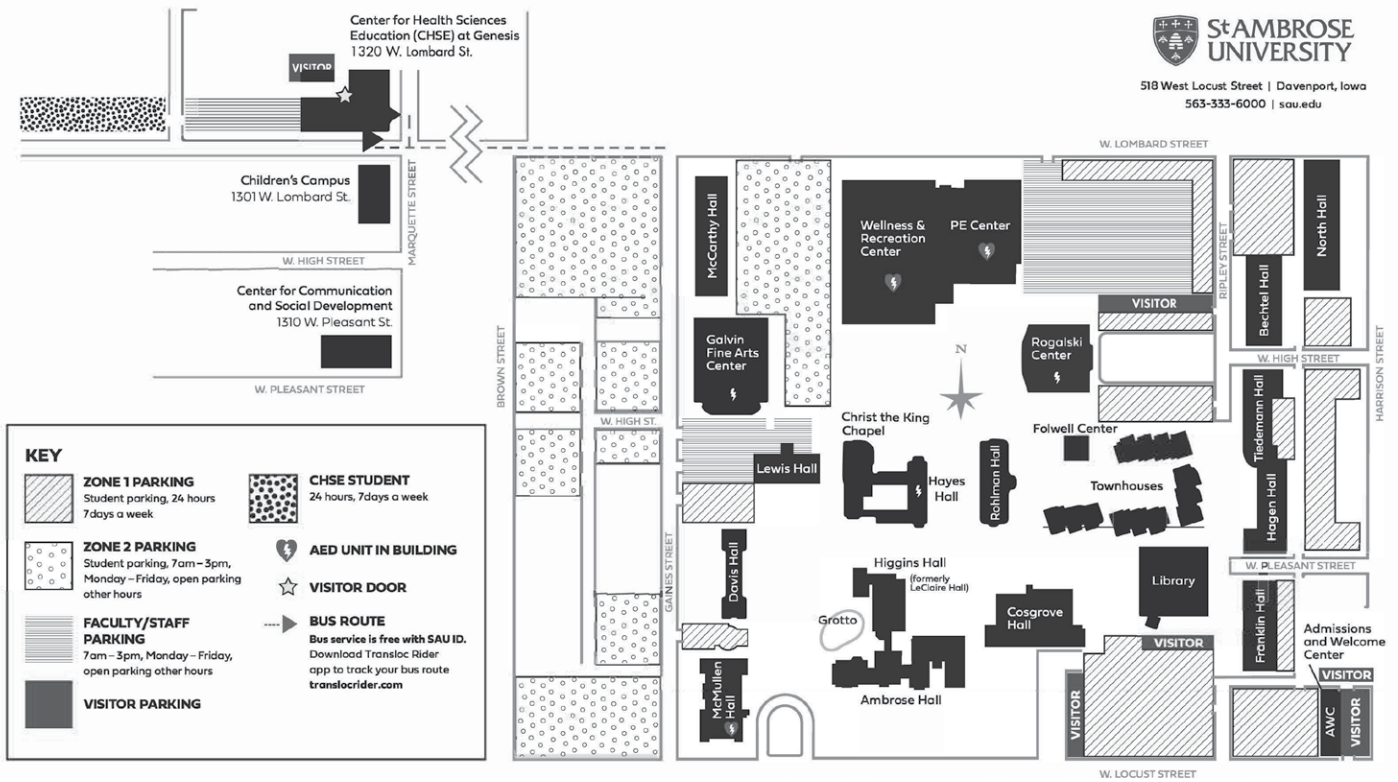 Center for Health Sciences
Education (CHSE) at Genesis
1320 W. Lombard St.
VISITOR
St AMBROSE
UNIVERSITY
518 West Locust Street | Davenport, Iowa
563-333-6000 | sau.edu
W. LOMBARD STREET
Children's Campus
1301 W. Lombard St.
MARQUETTE STREET
W. HIGH STREET
Center for Communication
and Social Development
1310 W. Pleasant St.
W. PLEASANT STREET
BROWN STREET
McCarthy Hall
Wellness &
Recreation
Center
PE Center
RIPLEY STREET
North Hall
Bechtel Hall
VISITOR
HARRISON STREET
Galvin
Fine Arts
Center
N
Rogalski
Center
W. HIGH STREET
W. HIGH ST.
Christ the King
Chapel
Folwell Center
Tiedemann Hall
Lewis Hall
Hayes
Hall
Rohlman Hall
Townhouses
Hagen Hall
GAINES STREET
Davis Hall
Higgins Hall
(formerly
LeClaire Hall)
Library
W. PLEASANT STREET
Grotto
Cosgrove
Hall
Franklin Hall
Admissions
and Welcome
Center
VISITOR
VISITOR
McMullen
Hall
Ambrose Hall
VISITOR
AWC
VISITOR
W. LOCUST STREET
KEY
ZONE 1 PARKING
Student parking, 24 hours
7days a week
ZONE 2 PARKING
Student parking, 7am – 3pm,
Monday – Friday, open parking
other hours
FACULTY/STAFF
PARKING
7am – 3pm, Monday – Friday,
open parking other hours
VISITOR PARKING
CHSE STUDENT
24 hours, 7days a week
AED UNIT IN BUILDING
VISITOR DOOR
BUS ROUTE
Bus service is free with SAU ID.
Download Transloc Rider
app to track your bus route
translocrider.com